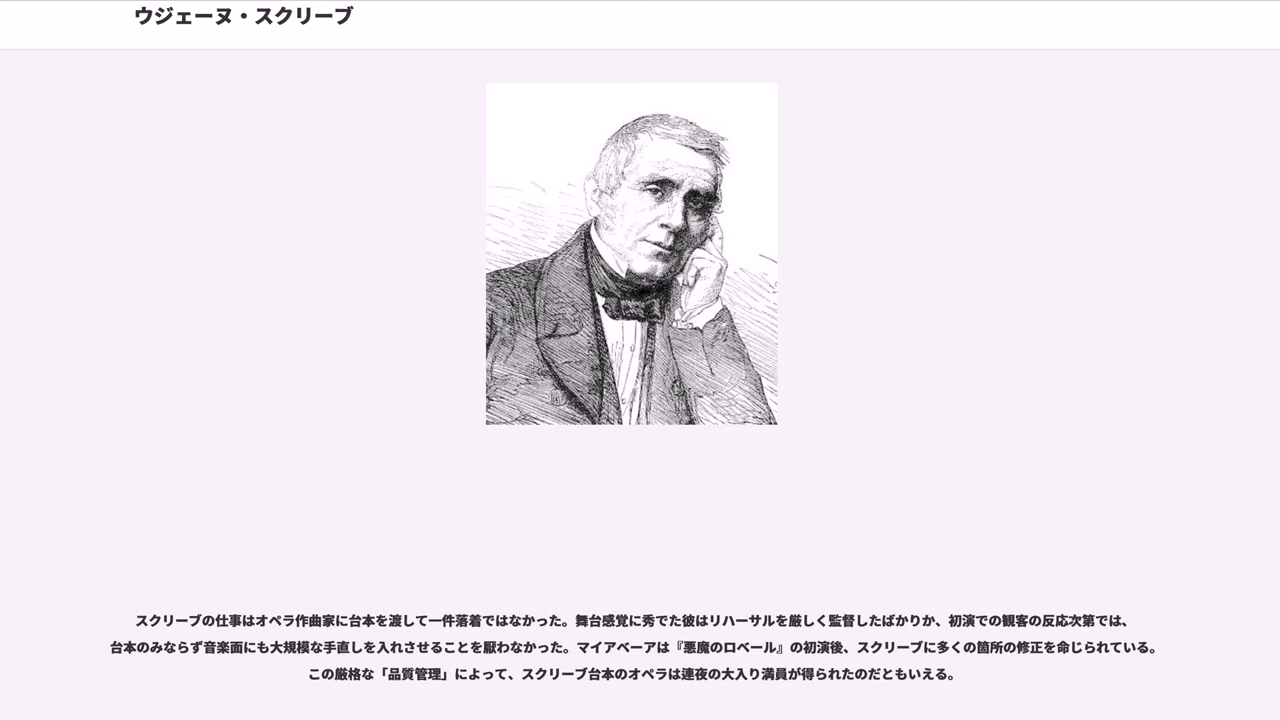 ウジェーヌ・スクリーブ
スクリーブの仕事はオペラ作曲家に台本を渡して一件落着ではなかった。舞台感覚に秀でた彼はリハーサルを厳しく監督したばかりか、初演での観客の反応次第では、
台本のみならず音楽面にも大規模な手直しを入れさせることを厭わなかった。マイアベーアは『悪魔のロベール』の初演後、スクリーブに多くの箇所の修正を命じられている。
この厳格な「品質管理」によって、スクリーブ台本のオペラは連夜の大入り満員が得られたのだともいえる。